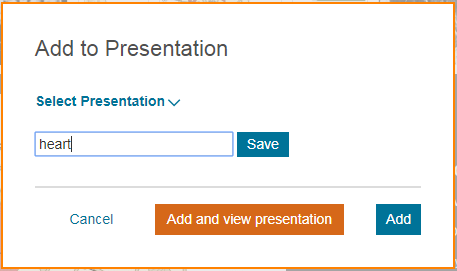 Add to Presentation
Select Presentation
heart Save
Cancel Add and view presentation Add